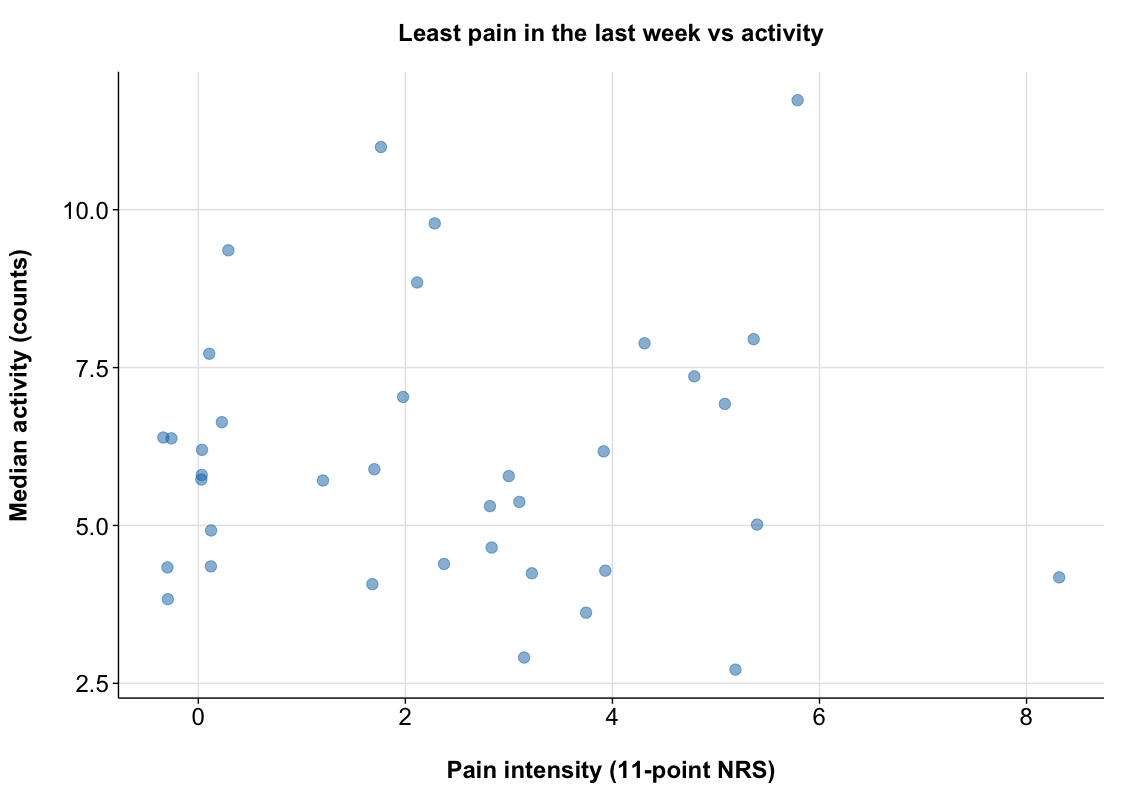 Least pain in the last week vs activity
Median activity (counts)
10.0
7.5
5.0
2.5
0 2 4 6 8
Pain intensity (11-point NRS)